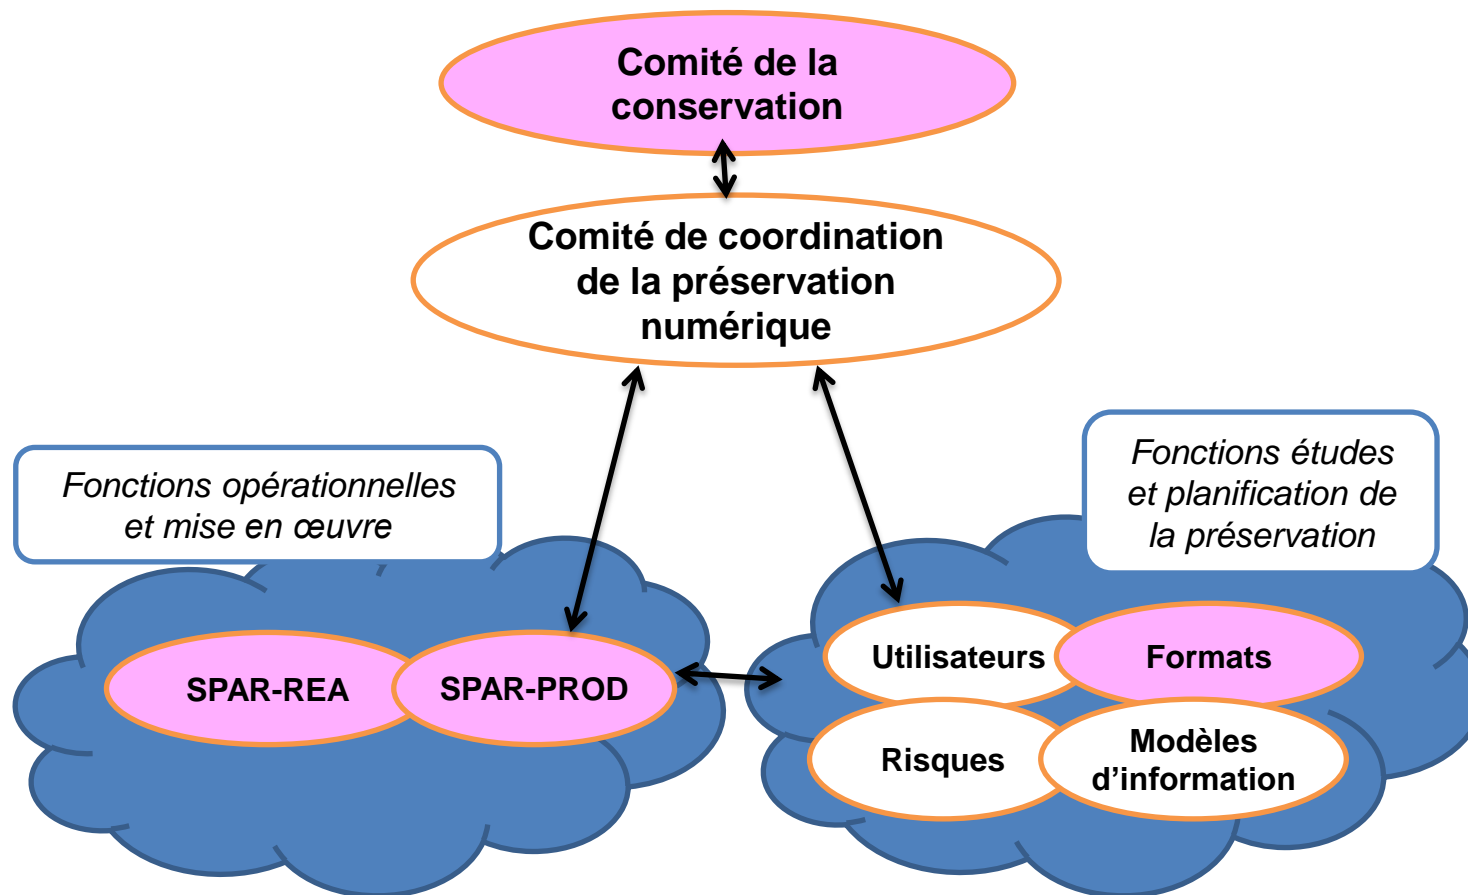 Comité de la
conservation
Comité de coordination
de la préservation
numérique
Fonctions opérationnelles
et mise en œuvre
Fonctions études
et planification de
la préservation
SPAR-REA
SPAR-PROD
Utilisateurs
Formats
Risques
Modèles
d’information